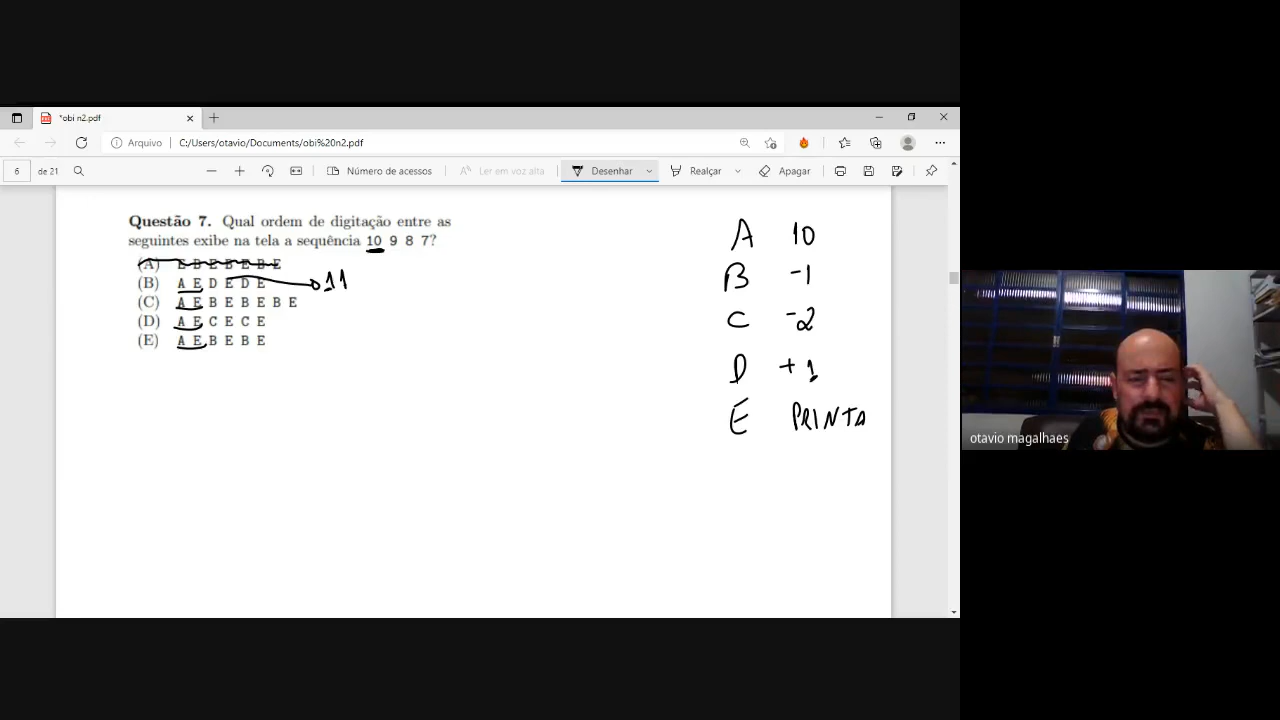 *obi n2.pdf
Arquivo C:/Users/otavio/Documents/obi%20n2.pdf
6 de 21 Número de acessos Ler em voz alta Desenhar Realçar Apagar
Questão 7. Qual ordem de digitação entre as
seguintes exibe na tela a sequência 10 9 8 7?
(A) E B E B E B E
(B) A E D E D E 11
(C) A E B E B E B E
(D) A E C E C E
(E) A E B E B E
A 10
B -1
C -2
D +1
E PRINTA
otavio magalhaes